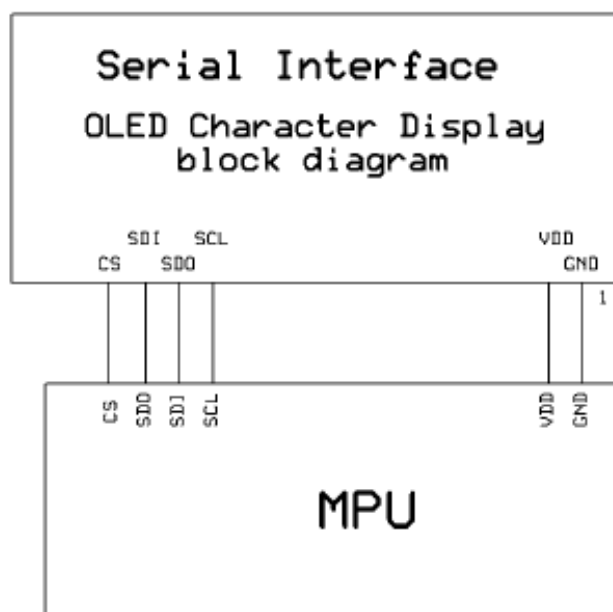 Serial Interface
OLED Character Display
block diagram
SDI SCL VDD
CS SDO GND
1
CS SDO SDI SCL VDD GND
MPU